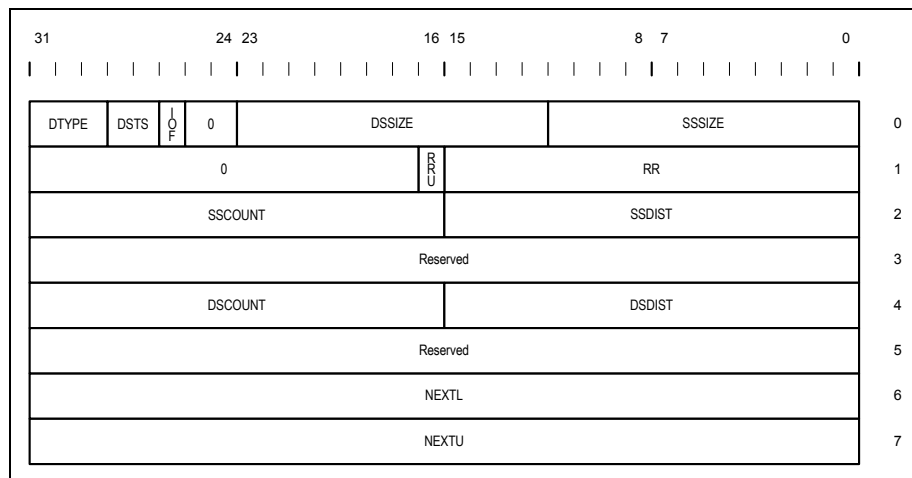 31 24 23 16 15 8 7 0
DTYPE DSTS IOF 0 DSSIZE SSSIZE 0
0 RRU RR 1
SSCOUNT SSDIST 2
Reserved 3
DSCOUNT DSDIST 4
Reserved 5
NEXTL 6
NEXTU 7